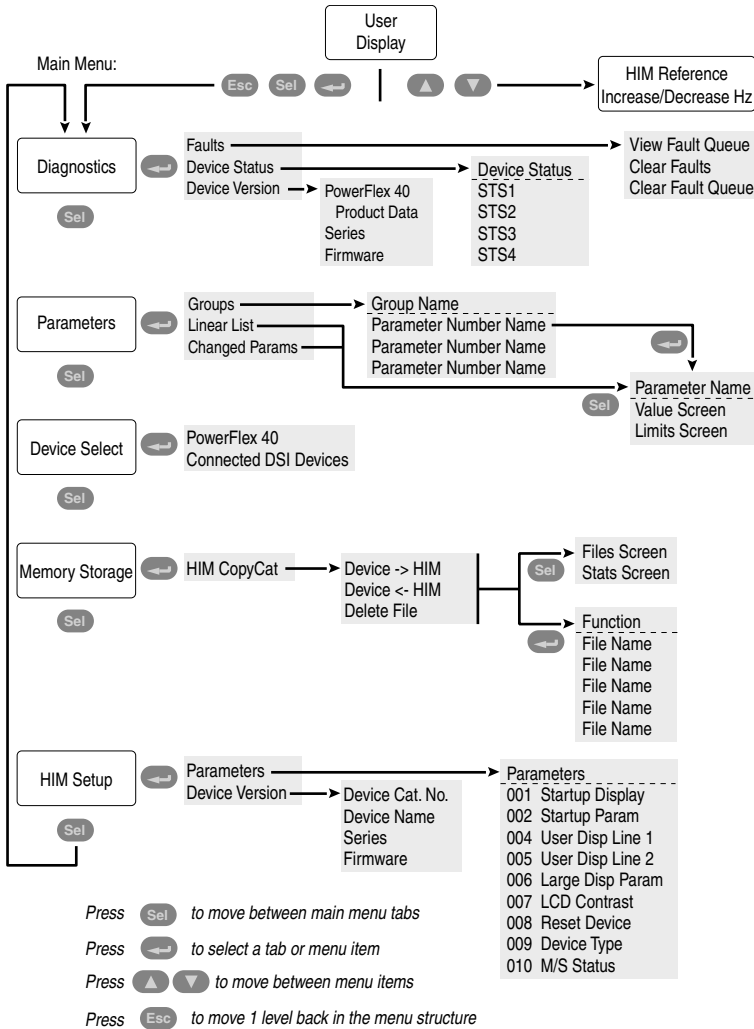 User
Display
Main Menu:
Esc Sel
HIM Reference
Increase/Decrease Hz
Diagnostics
Sel
Faults
Device Status
Device Version
PowerFlex 40
Product Data
Series
Firmware
Device Status
STS1
STS2
STS3
STS4
View Fault Queue
Clear Faults
Clear Fault Queue
Parameters
Sel
Groups
Linear List
Changed Params
Group Name
Parameter Number Name
Parameter Number Name
Parameter Number Name
Sel
Parameter Name
Value Screen
Limits Screen
Device Select
Sel
PowerFlex 40
Connected DSI Devices
Memory Storage
Sel
HIM CopyCat
Device -> HIM
Device <- HIM
Delete File
Sel
Files Screen
Stats Screen
Function
File Name
File Name
File Name
File Name
File Name
HIM Setup
Sel
Parameters
Device Version
Device Cat. No.
Device Name
Series
Firmware
Parameters
001 Startup Display
002 Startup Param
004 User Disp Line 1
005 User Disp Line 2
006 Large Disp Param
007 LCD Contrast
008 Reset Device
009 Device Type
010 M/S Status
Press Sel to move between main menu tabs
Press to select a tab or menu item
Press to move between menu items
Press Esc to move 1 level back in the menu structure